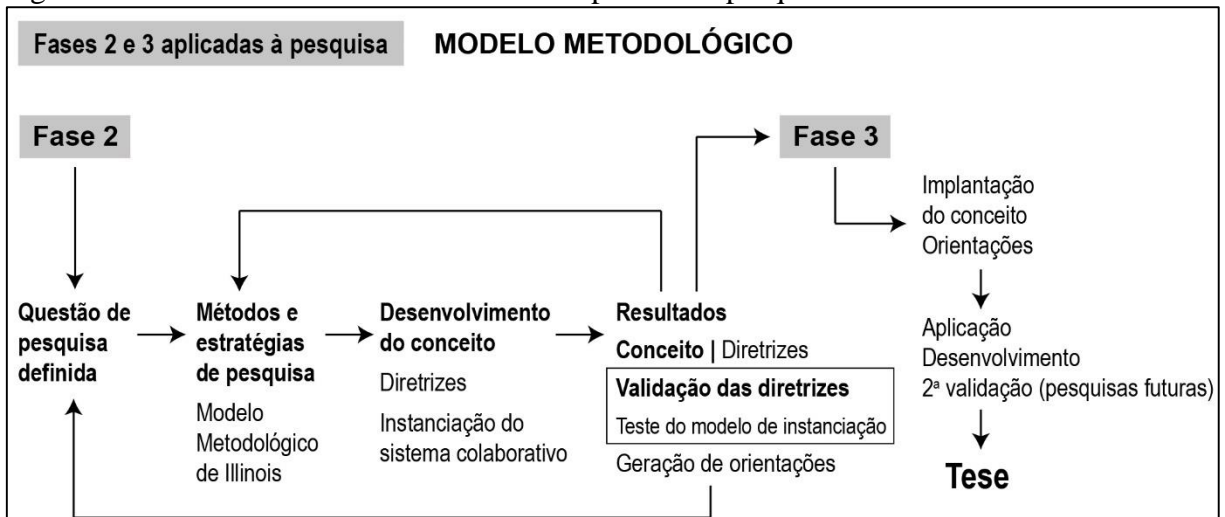 Fases 2 e 3 aplicadas à pesquisa MODELO METODOLÓGICO
Fase 2
Fase 3
Questão de
pesquisa
definida
Métodos e
estratégias
de pesquisa
Modelo
Metodológico
de Illinois
Desenvolvimento
do conceito
Diretrizes
Instanciação do
sistema colaborativo
Resultados
Conceito | Diretrizes
Validação das diretrizes
Teste do modelo de instanciação
Geração de orientações
Implantação
do conceito
Orientações
Aplicação
Desenvolvimento
2ª validação (pesquisas futuras)
Tese